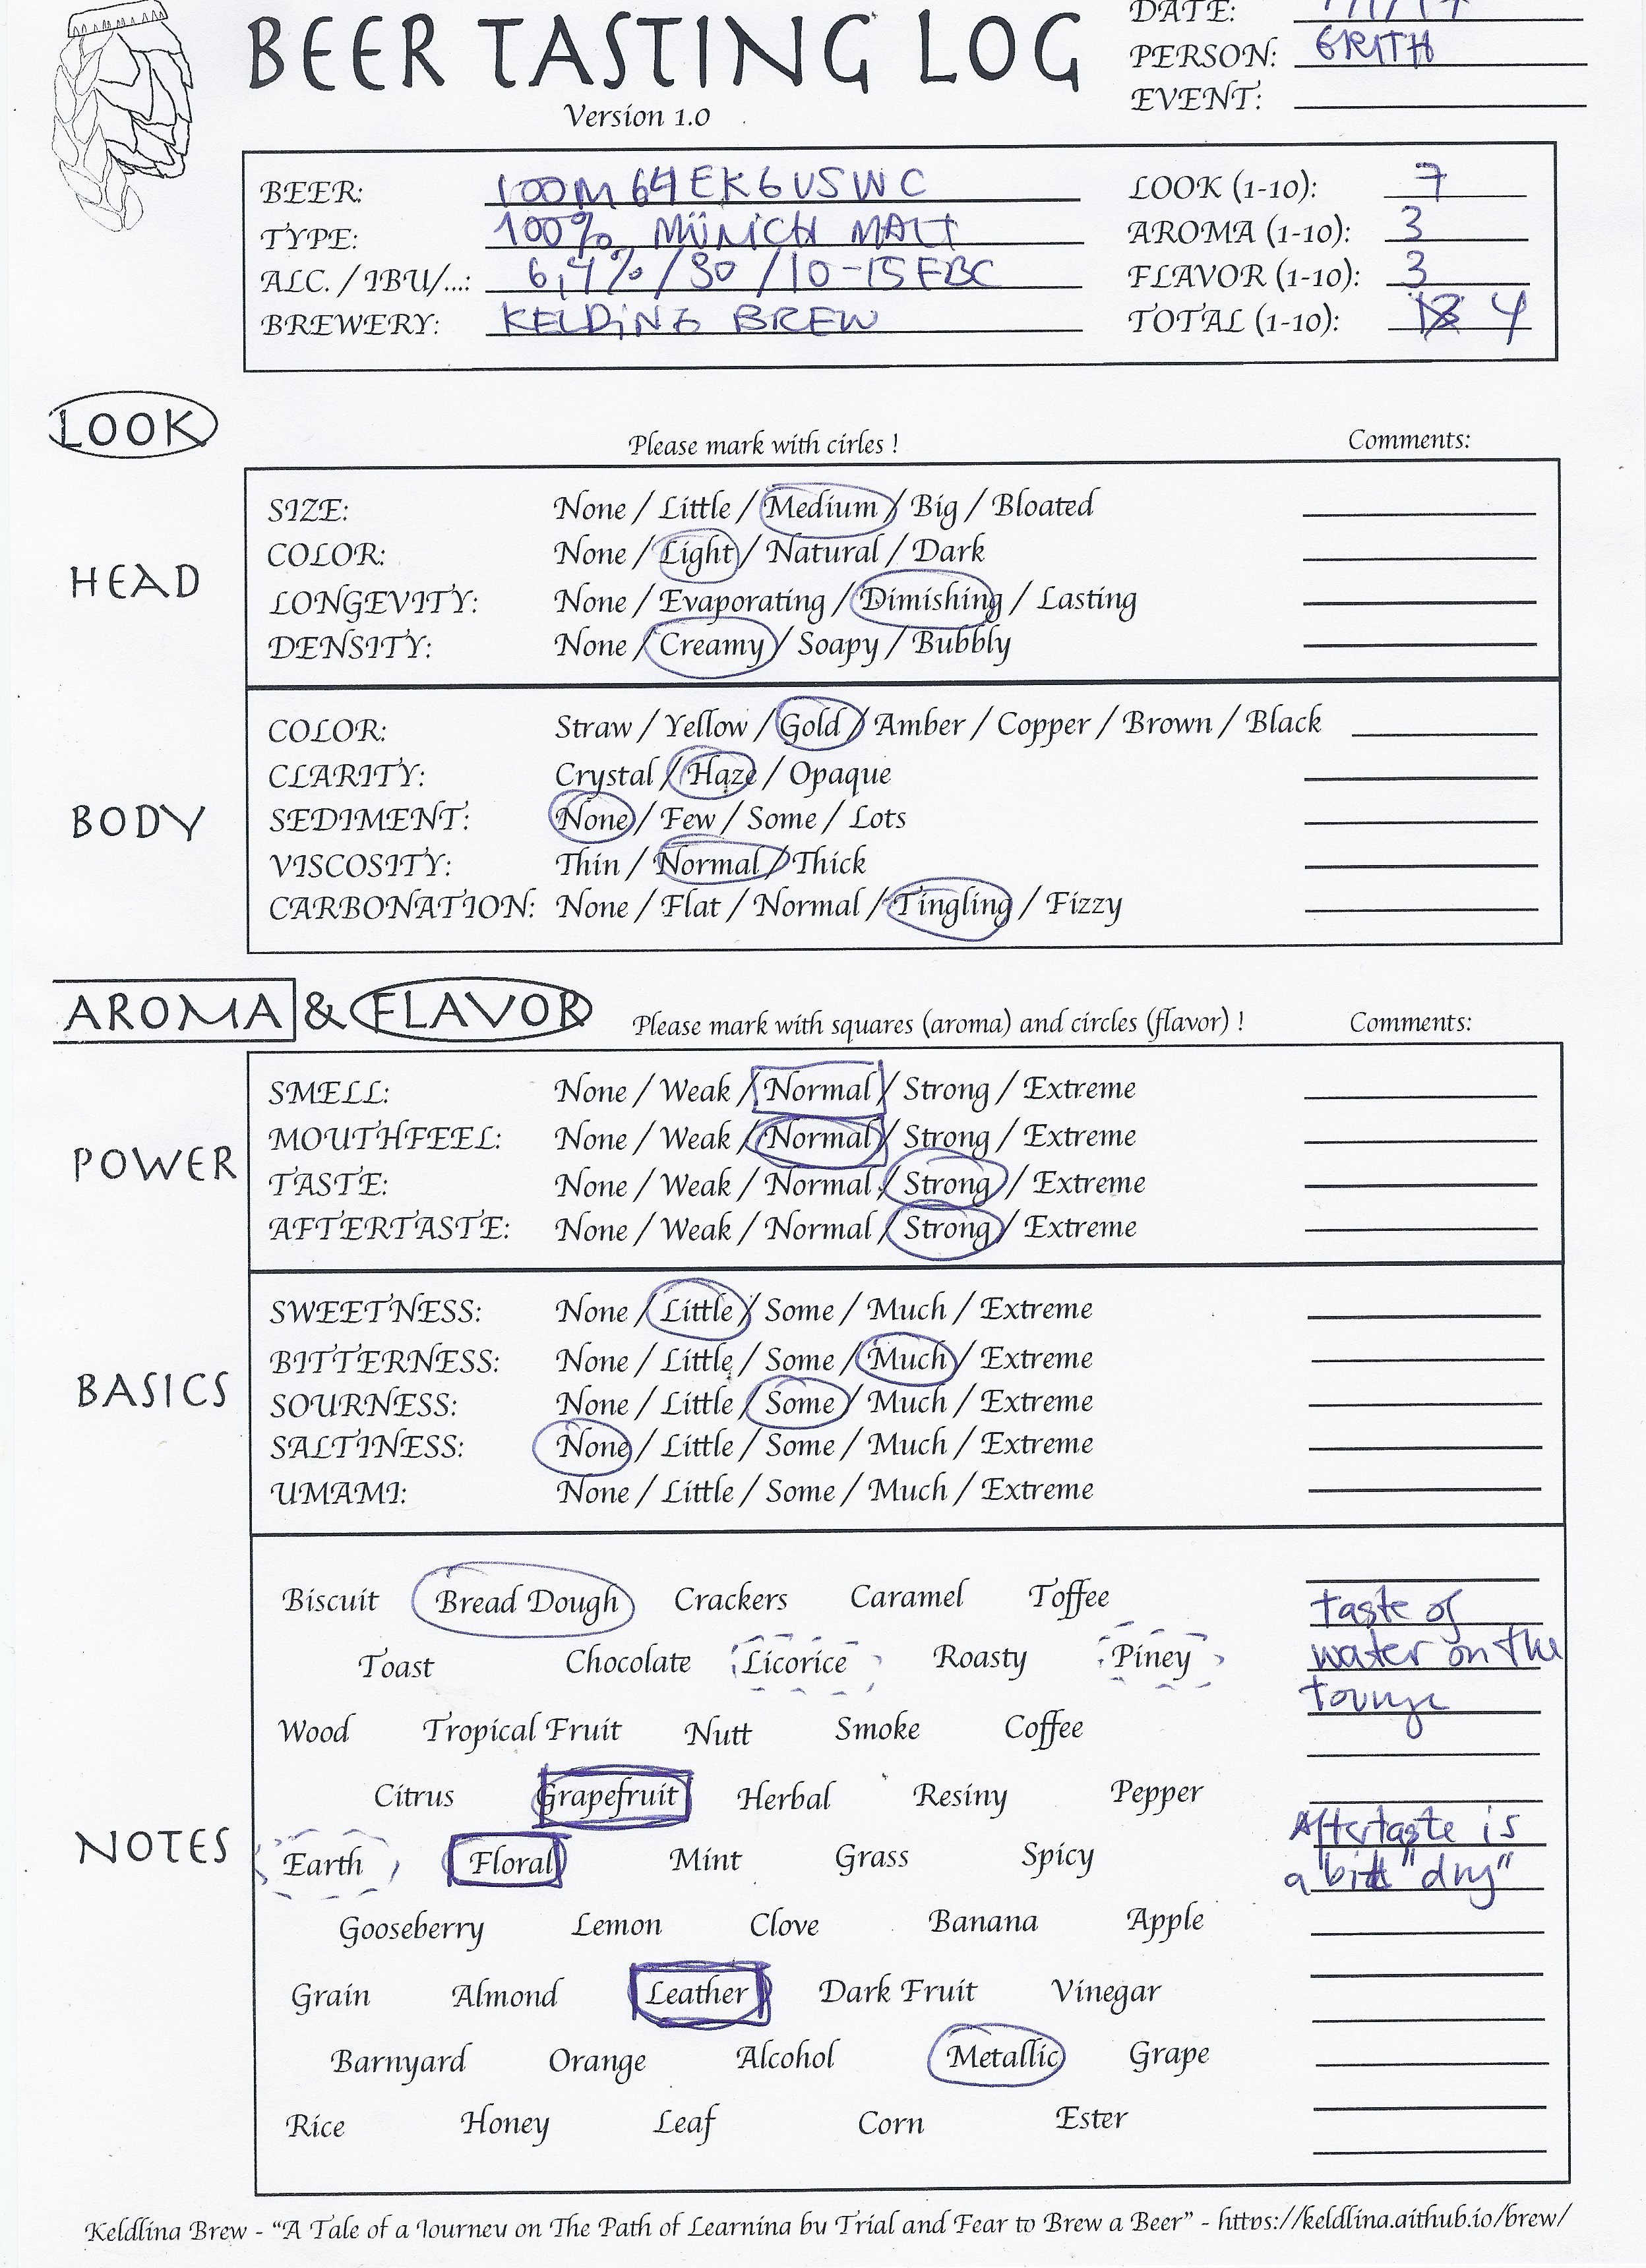 BEER TASTING LOG
Version 1.0
DATE:
PERSON: GRITH
EVENT:
BEER: 100M64EK6USWC
TYPE: 100% MÜNICH MALT
ALC. / IBU/...: 6,4% / 30 / 10-15 EBC
BREWERY: KELDiNG BREW
LOOK (1-10): 7
AROMA (1-10): 3
FLAVOR (1-10): 3
TOTAL (1-10): 4
LOOK
Please mark with cirles !
Comments:
HEAD
SIZE: None / Little / Medium / Big / Bloated
COLOR: None / Light / Natural / Dark
LONGEVITY: None / Evaporating / Dimishing / Lasting
DENSITY: None / Creamy / Soapy / Bubbly
BODY
COLOR: Straw / Yellow / Gold / Amber / Copper / Brown / Black
CLARITY: Crystal / Haze / Opaque
SEDIMENT: None / Few / Some / Lots
VISCOSITY: Thin / Normal / Thick
CARBONATION: None / Flat / Normal / Tingling / Fizzy
AROMA & FLAVOR
Please mark with squares (aroma) and circles (flavor) !
Comments:
POWER
SMELL: None / Weak / Normal / Strong / Extreme
MOUTHFEEL: None / Weak / Normal / Strong / Extreme
TASTE: None / Weak / Normal / Strong / Extreme
AFTERTASTE: None / Weak / Normal / Strong / Extreme
BASICS
SWEETNESS: None / Little / Some / Much / Extreme
BITTERNESS: None / Little / Some / Much / Extreme
SOURNESS: None / Little / Some / Much / Extreme
SALTINESS: None / Little / Some / Much / Extreme
UMAMI: None / Little / Some / Much / Extreme
NOTES
Biscuit Bread Dough Crackers Caramel Toffee
Toast Chocolate Licorice Roasty Piney
Wood Tropical Fruit Nutt Smoke Coffee
Citrus Grapefruit Herbal Resiny Pepper
Earth Floral Mint Grass Spicy
Gooseberry Lemon Clove Banana Apple
Grain Almond Leather Dark Fruit Vinegar
Barnyard Orange Alcohol Metallic Grape
Rice Honey Leaf Corn Ester
taste of
water on the
tounge
Aftertaste is
a bitt "dry"
Keldlina Brew - "A Tale of a Journey on The Path of Learnina by Trial and Fear to Brew a Beer" - https://keldlina.aithub.io/brew/